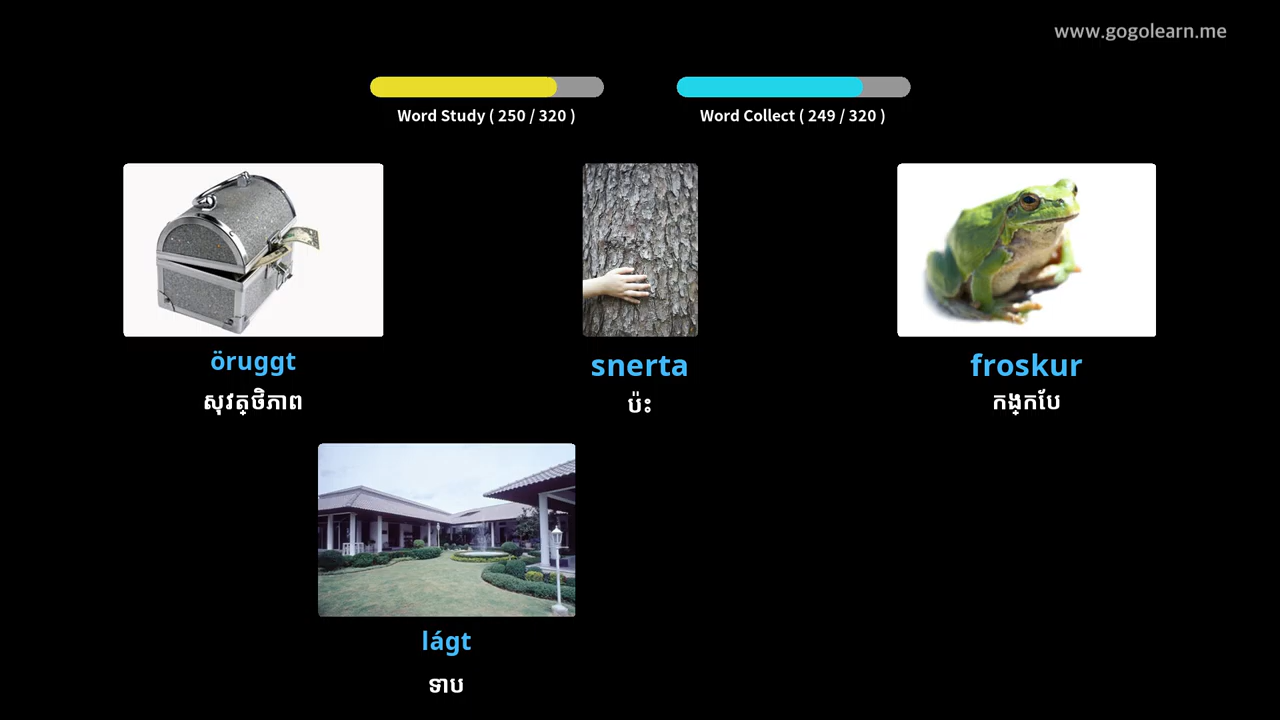 www.gogolearn.me
Word Study ( 250 / 320 )
Word Collect ( 249 / 320 )
öruggt
snerta
froskur
សុវត្ថិភាព
ប៉ះ
កង្កែប
lágt
ទាប